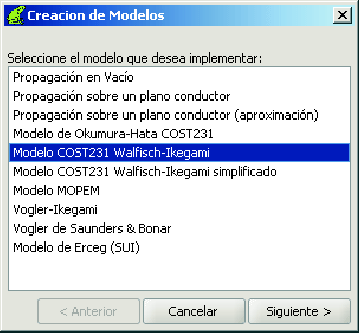 Creacion de Modelos
Seleccione el modelo que desea implementar:
Propagación en Vacío
Propagación sobre un plano conductor
Propagación sobre un plano conductor (aproximación)
Modelo de Okumura-Hata COST231
Modelo COST231 Walfisch-Ikegami
Modelo COST231 Walfisch-Ikegami simplificado
Modelo MOPEM
Vogler-Ikegami
Vogler de Saunders & Bonar
Modelo de Erceg (SUI)
< Anterior Cancelar Siguiente >